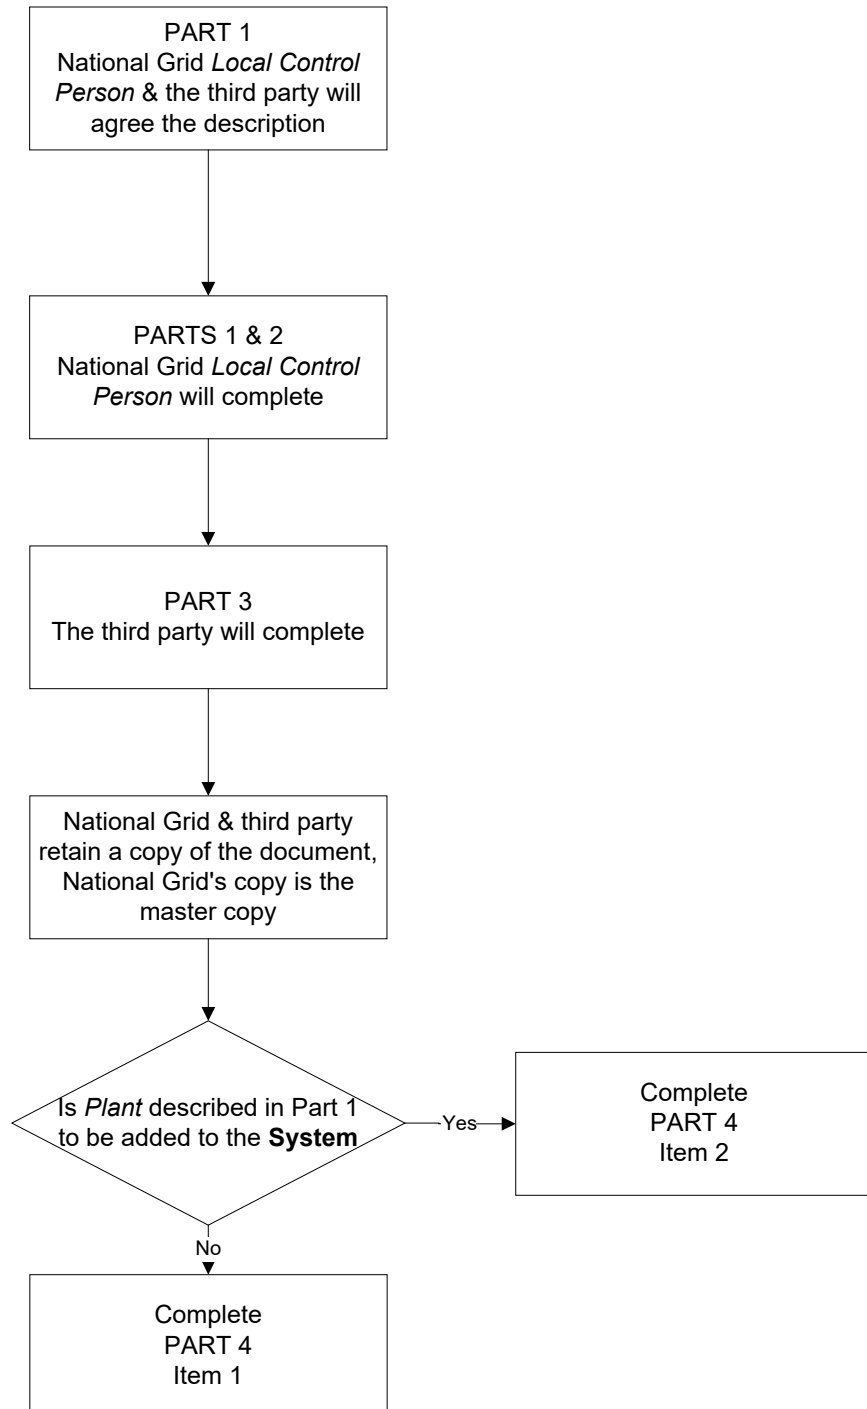 PART 1
National Grid Local Control
Person & the third party will
agree the description
PARTS 1 & 2
National Grid Local Control
Person will complete
PART 3
The third party will complete
National Grid & third party
retain a copy of the document,
National Grid's copy is the
master copy
Is Plant described in Part 1
to be added to the System
Yes
Complete
PART 4
Item 2
No
Complete
PART 4
Item 1